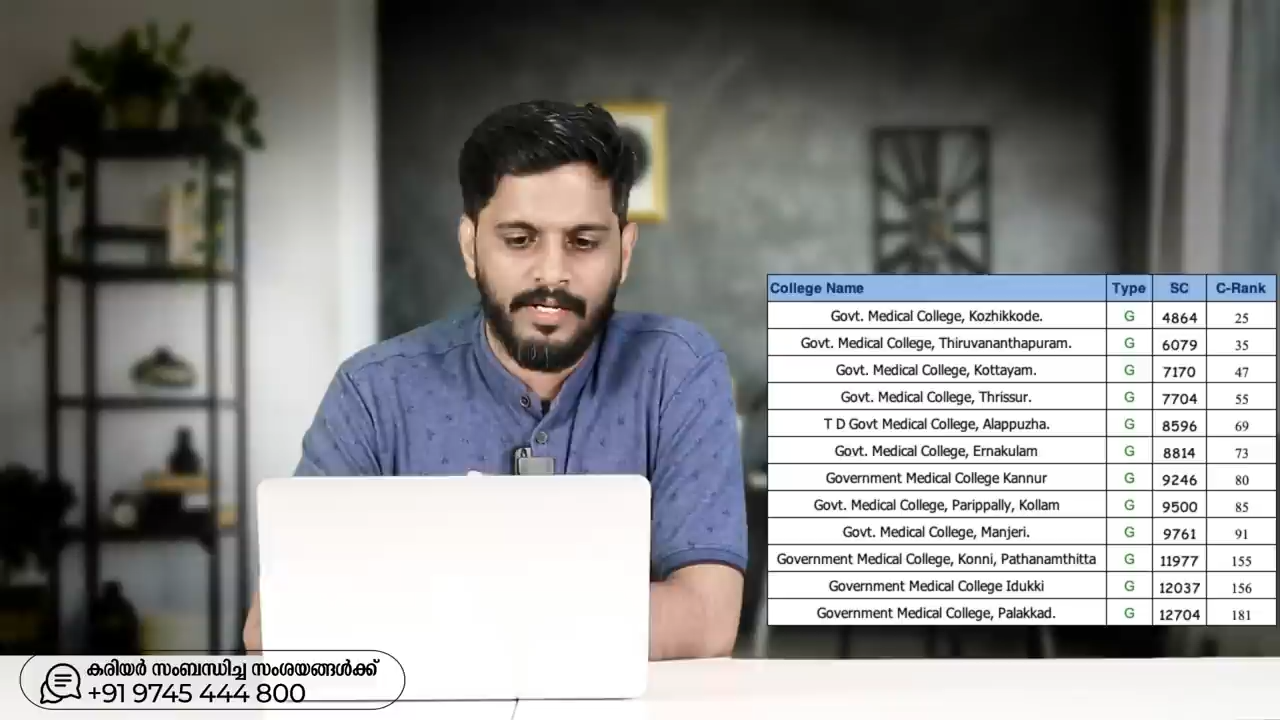 College Name Type SC C-Rank
Govt. Medical College, Kozhikkode. G 4864 25
Govt. Medical College, Thiruvananthapuram. G 6079 35
Govt. Medical College, Kottayam. G 7170 47
Govt. Medical College, Thrissur. G 7704 55
T D Govt Medical College, Alappuzha. G 8596 69
Govt. Medical College, Ernakulam G 8814 73
Government Medical College Kannur G 9246 80
Govt. Medical College, Parippally, Kollam G 9500 85
Govt. Medical College, Manjeri. G 9761 91
Government Medical College, Konni, Pathanamthitta G 11977 155
Government Medical College Idukki G 12037 156
Government Medical College, Palakkad. G 12704 181
കരിയർ സംബന്ധിച്ച സംശയങ്ങൾക്ക്
+91 9745 444 800